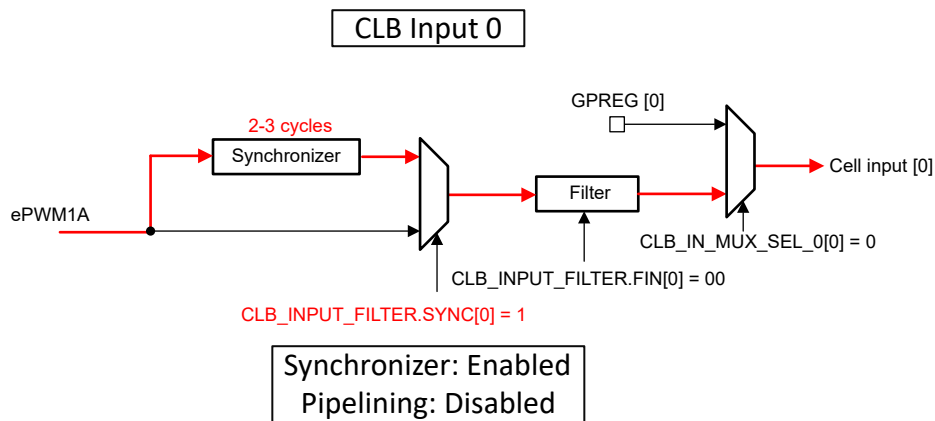 CLB Input 0
GPREG [0]
2-3 cycles
Synchronizer
Cell input [0]
Filter
ePWM1A
CLB_IN_MUX_SEL_0[0] = 0
CLB_INPUT_FILTER.FIN[0] = 00
CLB_INPUT_FILTER.SYNC[0] = 1
Synchronizer: Enabled
Pipelining: Disabled